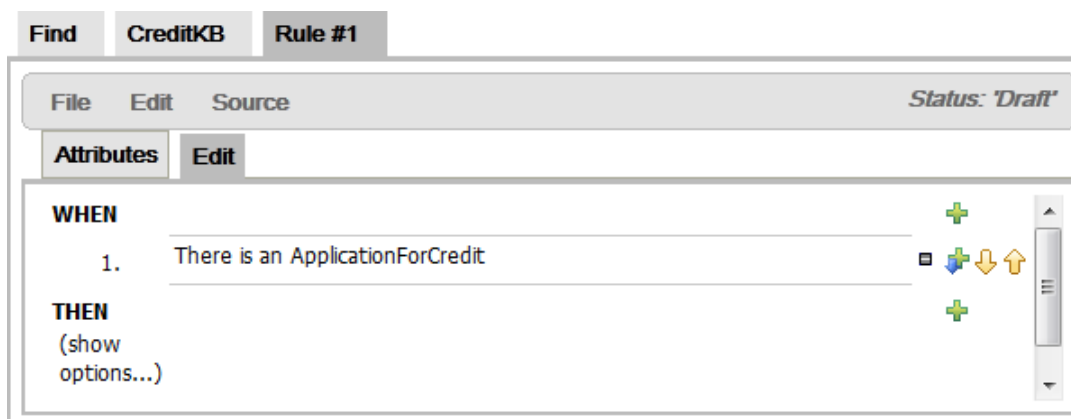 Find CreditKB Rule #1
File Edit Source Status: 'Draft'
Attributes Edit
WHEN
1. There is an ApplicationForCredit
THEN
(show
options...)